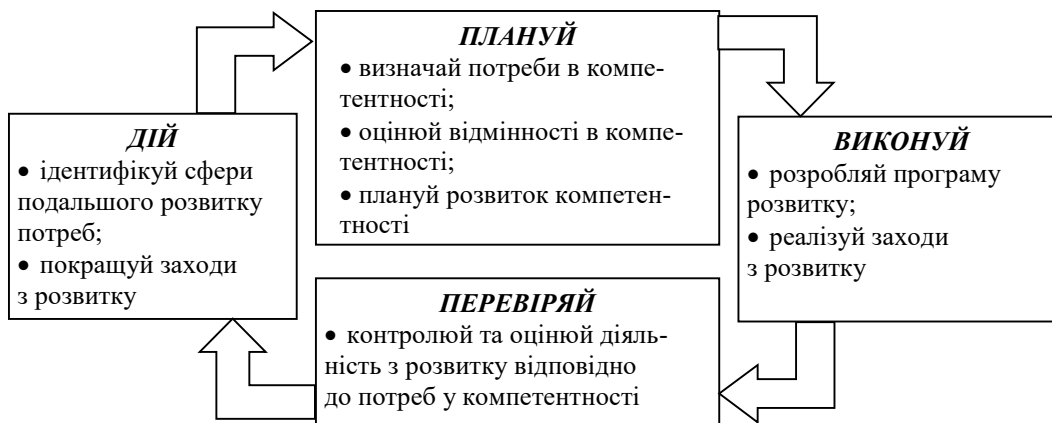 ПЛАНУЙ
• визначай потреби в компе-
тентності;
• оцінюй відмінності в компе-
тентності;
• плануй розвиток компетен-
тності
ВИКОНУЙ
• розробляй програму
розвитку;
• реалізуй заходи
з розвитку
ПЕРЕВІРЯЙ
• контролюй та оцінюй діяль-
ність з розвитку відповідно
до потреб у компетентності
ДІЙ
• ідентифікуй сфери
подальшого розвитку
потреб;
• покращуй заходи
з розвитку